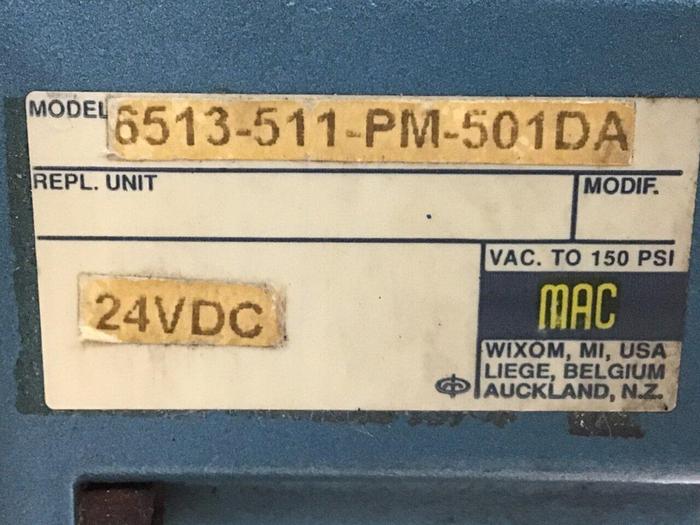 MODEL 6513-511-PM-501DA
REPL. UNIT MODIF.
24VDC
VAC. TO 150 PSI
MAC
WIXOM, MI, USA
LIEGE, BELGIUM
AUCKLAND, N.Z.